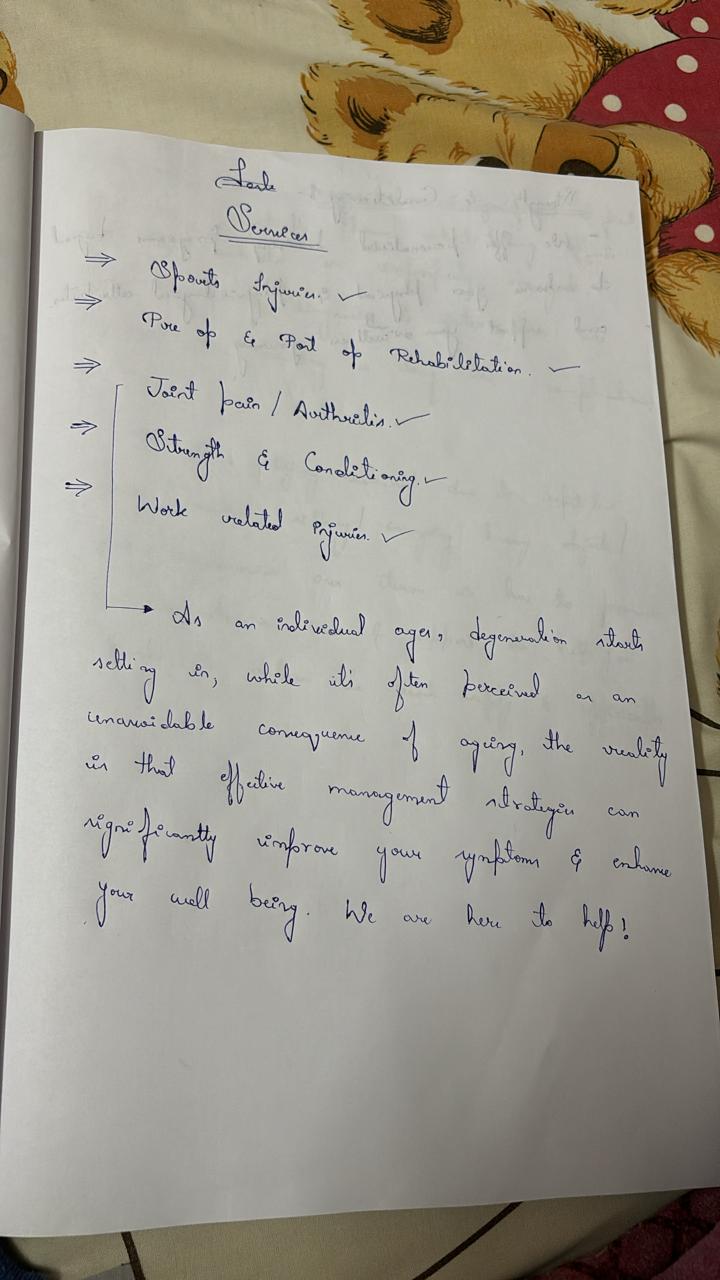 Services
⇒ Sports Injuries. ✓
⇒ Pre op & Post op Rehabilitation. ✓
⇒ Joint pain / Arthritis. ✓
⇒ Strength & Conditioning. ✓
⇒ Work related Injuries. ✓
As an individual ages, degeneration starts
setting in, while it's often perceived as an
unavoidable consequence of ageing, the reality
is that effective management strategies can
significantly improve your symptoms & enhance
your well being. We are here to help!